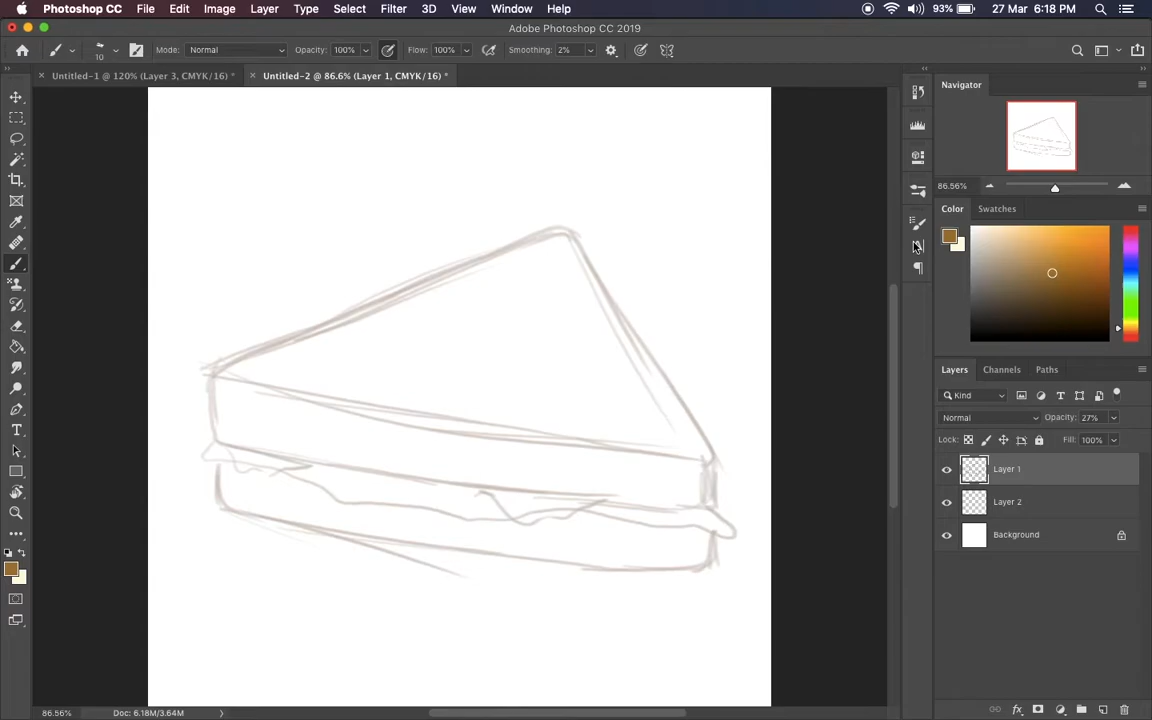 Photoshop CC File Edit Image Layer Type Select Filter 3D View Window Help 93% 27 Mar 6:18 PM
Adobe Photoshop CC 2019
10 Mode: Normal Opacity: 100% Flow: 100% Smoothing: 2%
Untitled-1 @ 120% (Layer 3, CMYK/16) * Untitled-2 @ 86.6% (Layer 1, CMYK/16) *
Navigator
86.56%
Color Swatches
Layers Channels Paths
Kind
Normal Opacity: 27%
Lock: Fill: 100%
Layer 1
Layer 2
Background
86.56% Doc: 6.18M/3.64M